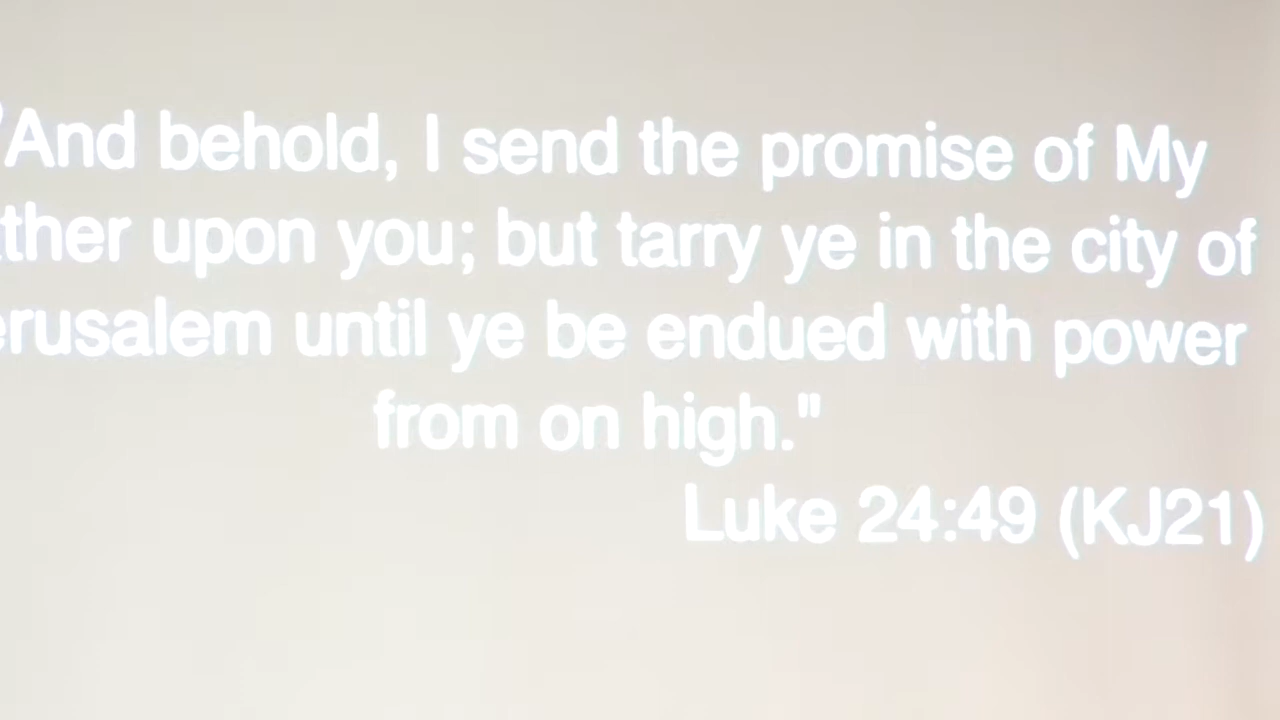 "And behold, I send the promise of My
ther upon you; but tarry ye in the city of
erusalem until ye be endued with power
from on high."
Luke 24:49 (KJ21)